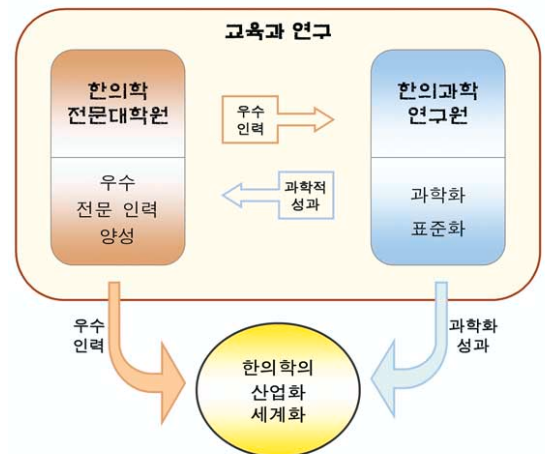 교육과 연구
한의학
전문대학원
우수
전문 인력
양성
우수
인력
과학적
성과
한의과학
연구원
과학화
표준화
우수
인력
과학화
성과
한의학의
산업화
세계화